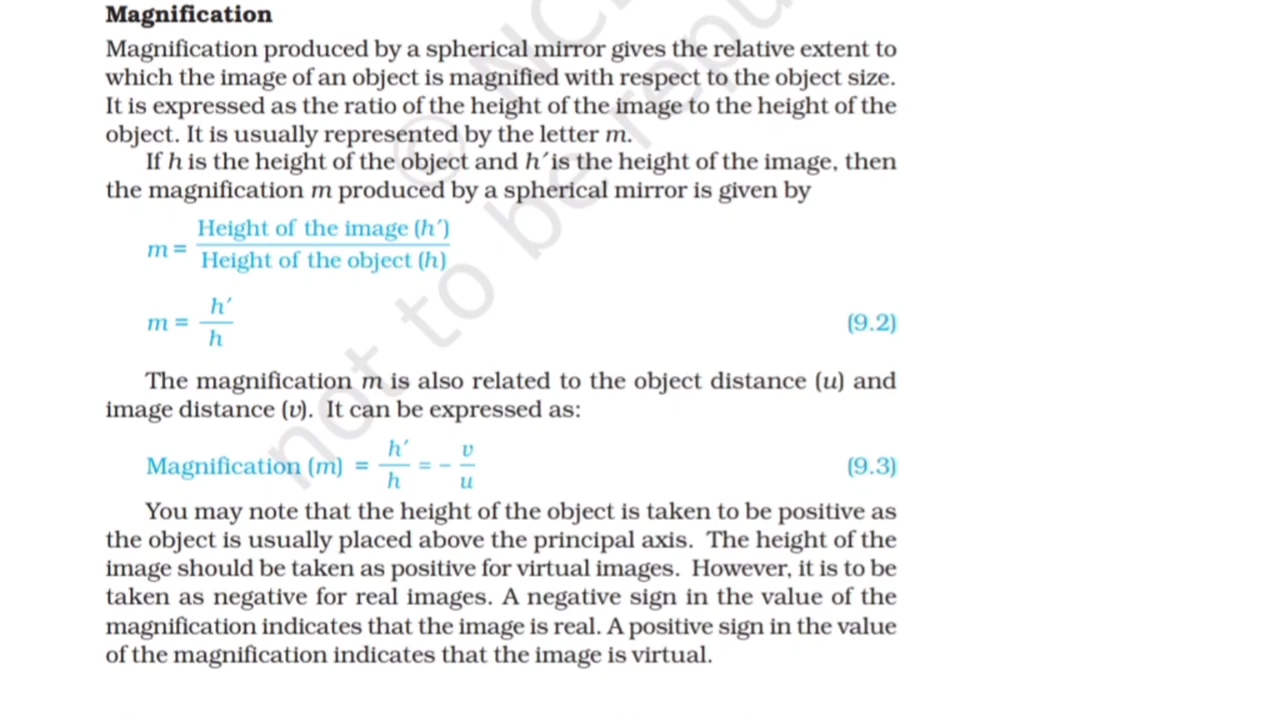 Magnification
Magnification produced by a spherical mirror gives the relative extent to
which the image of an object is magnified with respect to the object size.
It is expressed as the ratio of the height of the image to the height of the
object. It is usually represented by the letter m.
If h is the height of the object and h′is the height of the image, then
the magnification m produced by a spherical mirror is given by
m = Height of the image (h′) / Height of the object (h)
m = h′ / h (9.2)
The magnification m is also related to the object distance (u) and
image distance (v). It can be expressed as:
Magnification (m) = h′ / h = – v / u (9.3)
You may note that the height of the object is taken to be positive as
the object is usually placed above the principal axis. The height of the
image should be taken as positive for virtual images. However, it is to be
taken as negative for real images. A negative sign in the value of the
magnification indicates that the image is real. A positive sign in the value
of the magnification indicates that the image is virtual.
not to be